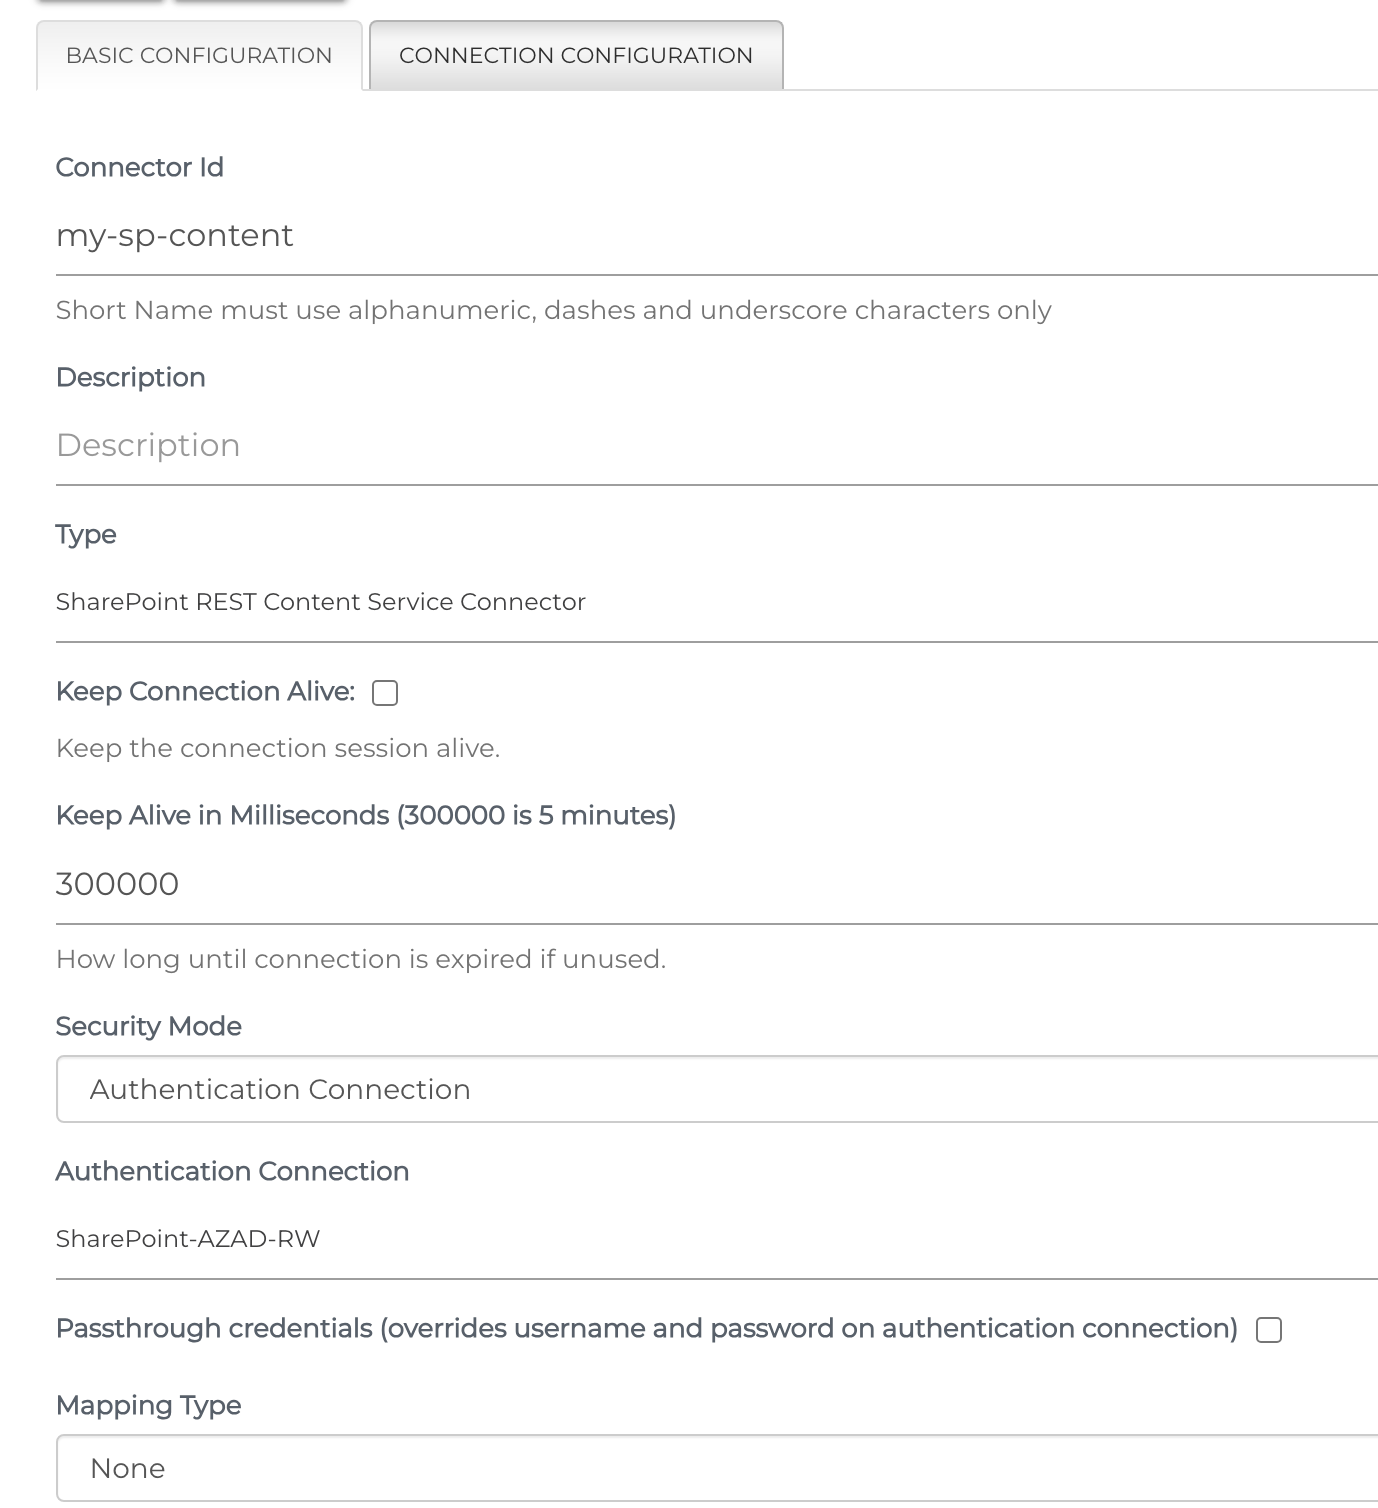 BASIC CONFIGURATION
CONNECTION CONFIGURATION
Connector Id
my-sp-content
Short Name must use alphanumeric, dashes and underscore characters only
Description
Description
Type
SharePoint REST Content Service Connector
Keep Connection Alive:
Keep the connection session alive.
Keep Alive in Milliseconds (300000 is 5 minutes)
300000
How long until connection is expired if unused.
Security Mode
Authentication Connection
Authentication Connection
SharePoint-AZAD-RW
Passthrough credentials (overrides username and password on authentication connection)
Mapping Type
None